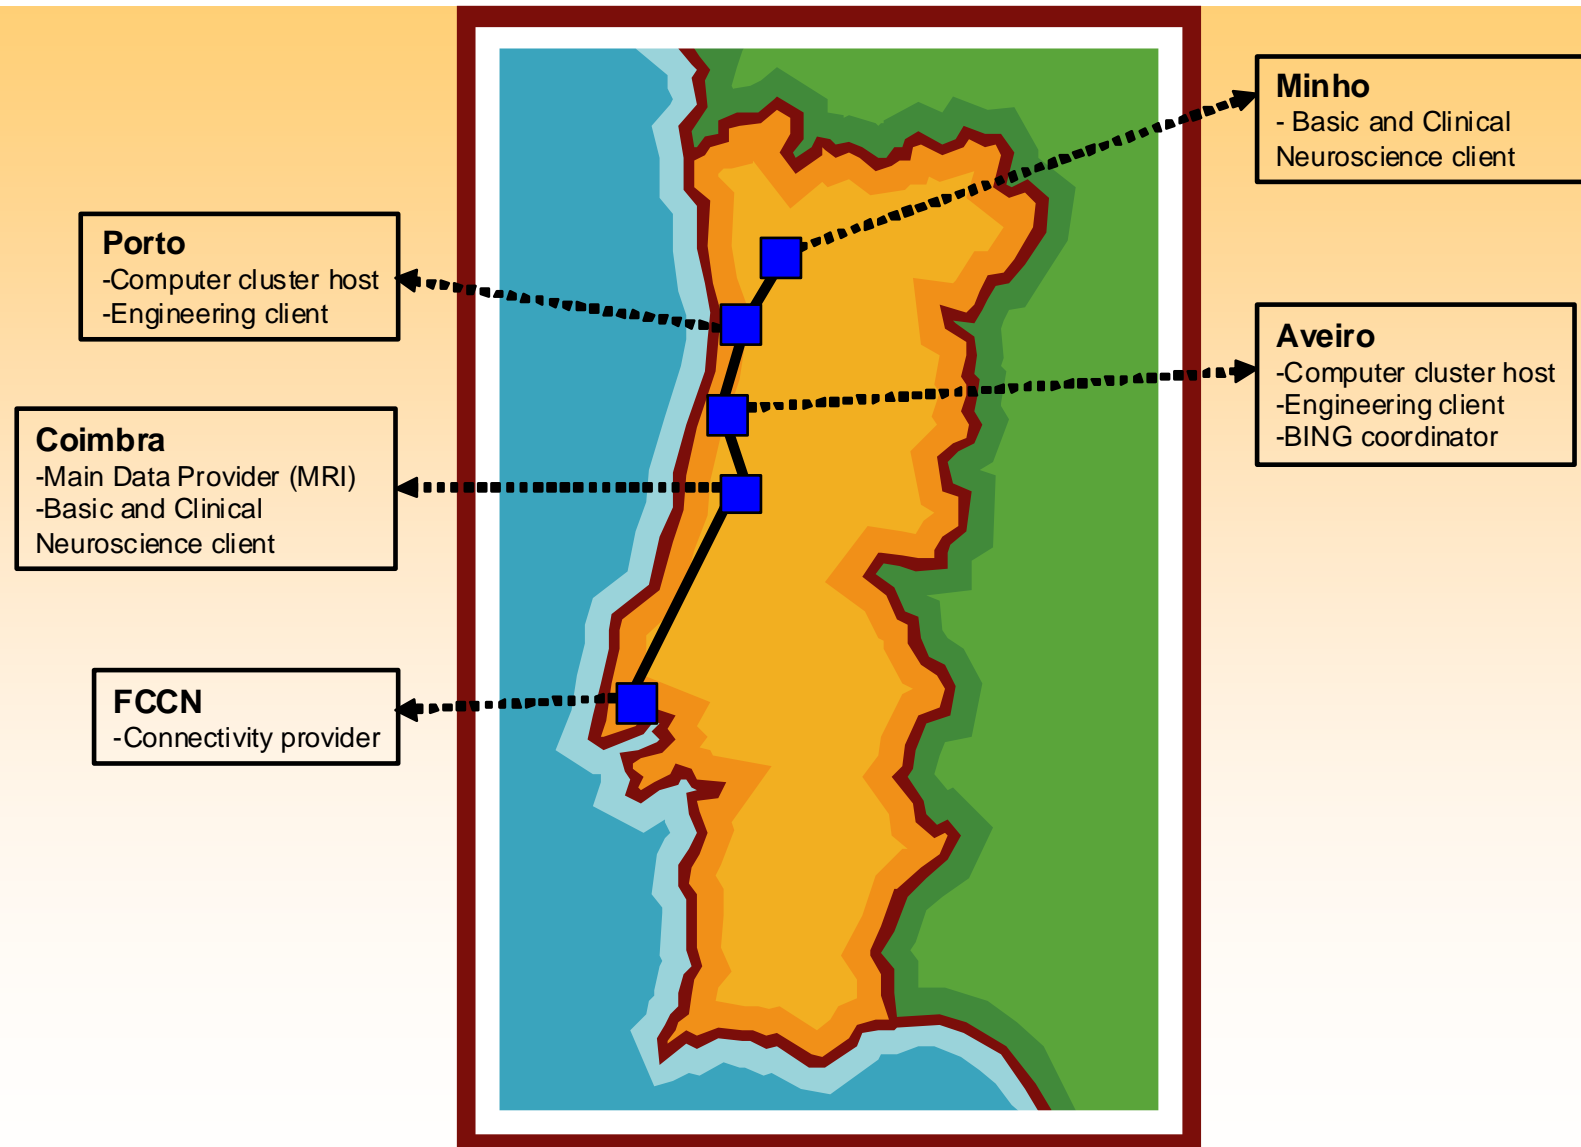 Minho
- Basic and Clinical
Neuroscience client
Porto
-Computer cluster host
-Engineering client
Aveiro
-Computer cluster host
-Engineering client
-BING coordinator
Coimbra
-Main Data Provider (MRI)
-Basic and Clinical
Neuroscience client
FCCN
-Connectivity provider